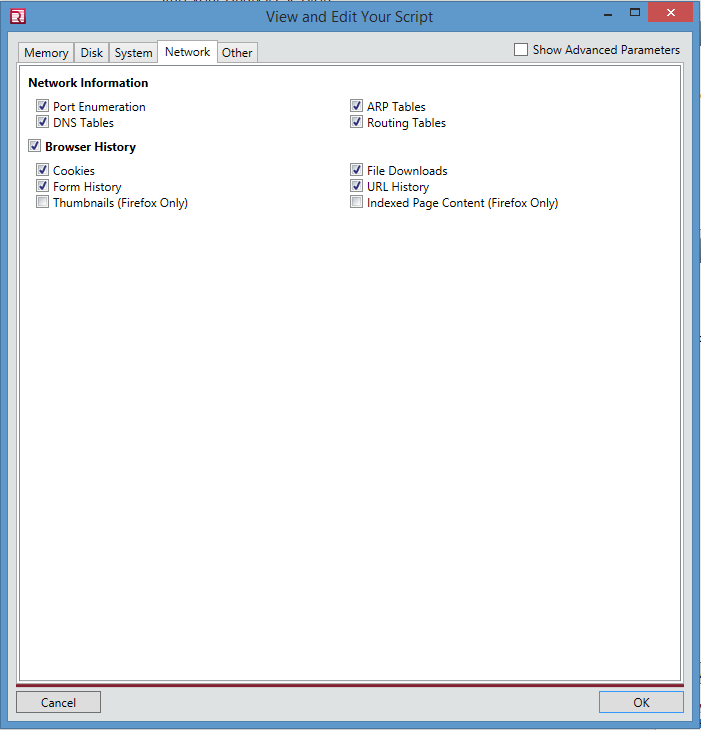 View and Edit Your Script
Memory Disk System Network Other Show Advanced Parameters
Network Information
Port Enumeration ARP Tables
DNS Tables Routing Tables
Browser History
Cookies File Downloads
Form History URL History
Thumbnails (Firefox Only) Indexed Page Content (Firefox Only)
Cancel OK